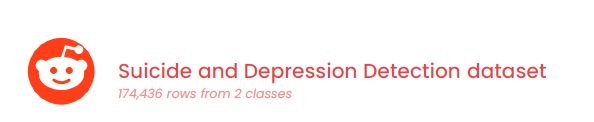 Suicide and Depression Detection dataset
174,436 rows from 2 classes